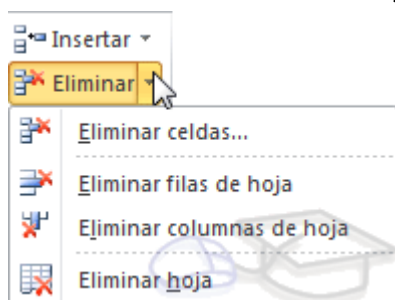 Insertar
Eliminar
Eliminar celdas...
Eliminar filas de hoja
Eliminar columnas de hoja
Eliminar hoja